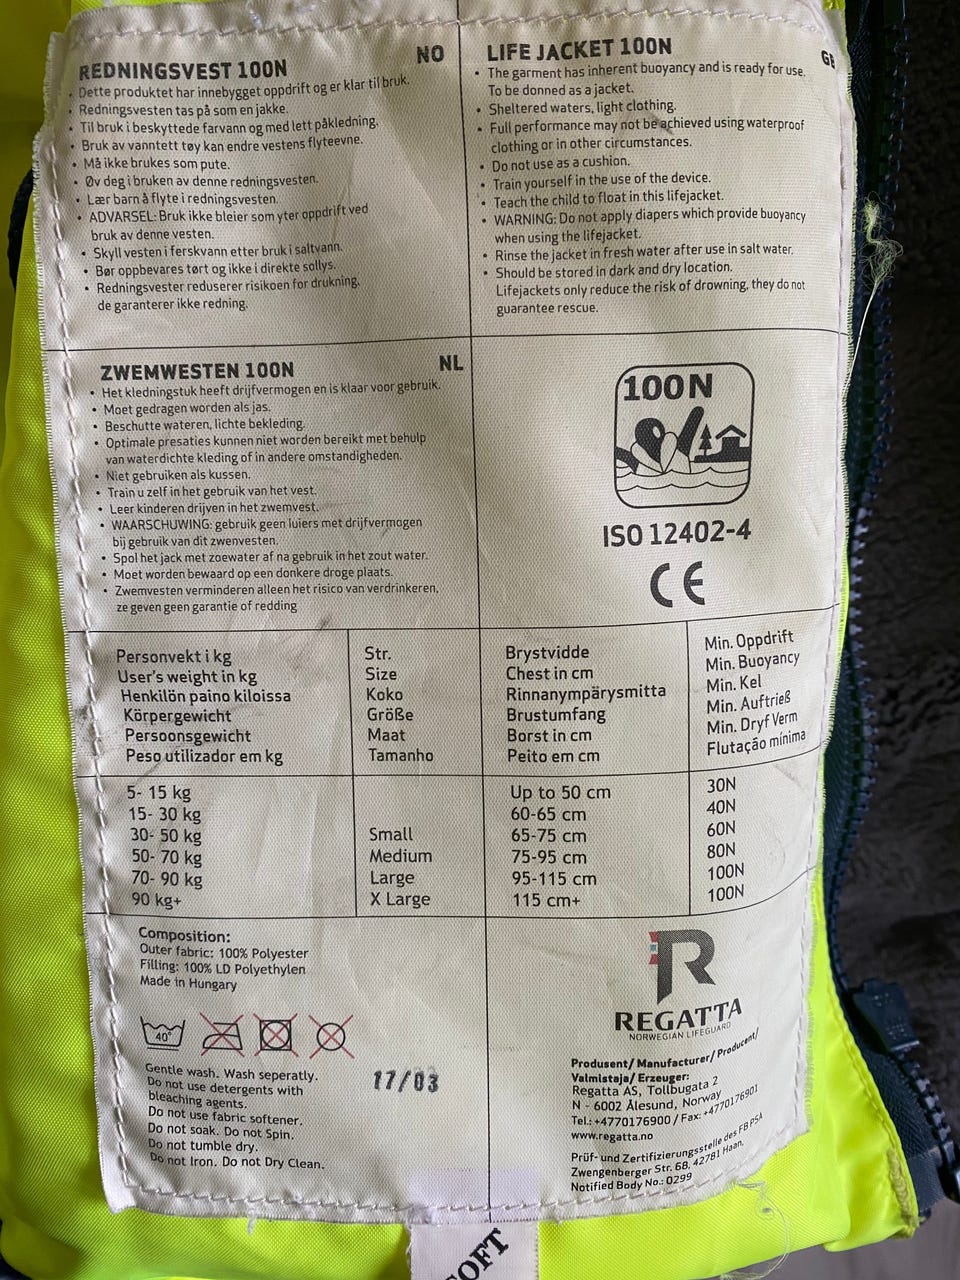 REDNINGSVEST 100N
NO
• Dette produktet har innebygget oppdrift og er klar til bruk.
• Redningsvesten tas på som en jakke.
• Til bruk i beskyttede farvann og med lett påkledning.
• Bruk av vanntett tøy kan endre vestens flyteevne.
• Må ikke brukes som pute.
• Øv deg i bruken av denne redningsvesten.
• Lær barn å flyte i redningsvesten.
• ADVARSEL: Bruk ikke bleier som yter oppdrift ved
bruk av denne vesten.
• Skyll vesten i ferskvann etter bruk i saltvann.
• Bør oppbevares tørt og ikke i direkte sollys.
• Redningsvester reduserer risikoen for drukning,
de garanterer ikke redning.
LIFE JACKET 100N
GB
• The garment has inherent buoyancy and is ready for use.
To be donned as a jacket.
• Sheltered waters, light clothing.
• Full performance may not be achieved using waterproof
clothing or in other circumstances.
• Do not use as a cushion.
• Train yourself in the use of the device.
• Teach the child to float in this lifejacket.
• WARNING: Do not apply diapers which provide buoyancy
when using the lifejacket.
• Rinse the jacket in fresh water after use in salt water.
• Should be stored in dark and dry location.
Lifejackets only reduce the risk of drowning, they do not
guarantee rescue.
ZWEMWESTEN 100N
NL
• Het kledningstuk heeft drijfvermogen en is klaar voor gebruik.
• Moet gedragen worden als jas.
• Beschutte wateren, lichte bekleding.
• Optimale presaties kunnen niet worden bereikt met behulp
van waterdichte kleding of in andere omstandigheden.
• Niet gebruiken als kussen.
• Train u zelf in het gebruik van het vest.
• Leer kinderen drijven in het zwemvest.
• WAARSCHUWING: gebruik geen luiers met drijfvermogen
bij gebruik van dit zwenvesten.
• Spol het jack met zoewater af na gebruik in het zout water.
• Moet worden bewaard op een donkere droge plaats.
• Zwemvesten verminderen alleen het risico van verdrinkeren,
ze geven geen garantie of redding
100N
ISO 12402-4
CE
Personvekt i kg
User's weight in kg
Henkilön paino kiloissa
Körpergewicht
Persoonsgewicht
Peso utilizador em kg
Str.
Size
Koko
Größe
Maat
Tamanho
Brystvidde
Chest in cm
Rinnanympärysmitta
Brustumfang
Borst in cm
Peito em cm
Min. Oppdrift
Min. Buoyancy
Min. Kel
Min. Auftrieß
Min. Dryf Verm
Flutação mínima
5- 15 kg Up to 50 cm 30N
15- 30 kg 60-65 cm 40N
30- 50 kg Small 65-75 cm 60N
50- 70 kg Medium 75-95 cm 80N
70- 90 kg Large 95-115 cm 100N
90 kg+ X Large 115 cm+ 100N
Composition:
Outer fabric: 100% Polyester
Filling: 100% LD Polyethylen
Made in Hungary
40°
Gentle wash. Wash seperatly.
Do not use detergents with
bleaching agents.
Do not use fabric softener.
Do not soak. Do not Spin.
Do not tumble dry.
Do not Iron. Do not Dry Clean.
17/03
R
REGATTA
NORWEGIAN LIFEGUARD
Produsent/ Manufacturer/ Producent/
Valmistaja/ Erzeuger:
Regatta AS, Tollbugata 2
N - 6002 Ålesund, Norway
Tel.: +4770176900 / Fax: +4770176901
www.regatta.no
Prüf- und Zertifizierungsstelle des FB PSA
Zwengenberger Str. 68, 42781 Haan,
Notified Body No.: 0299
SOFT